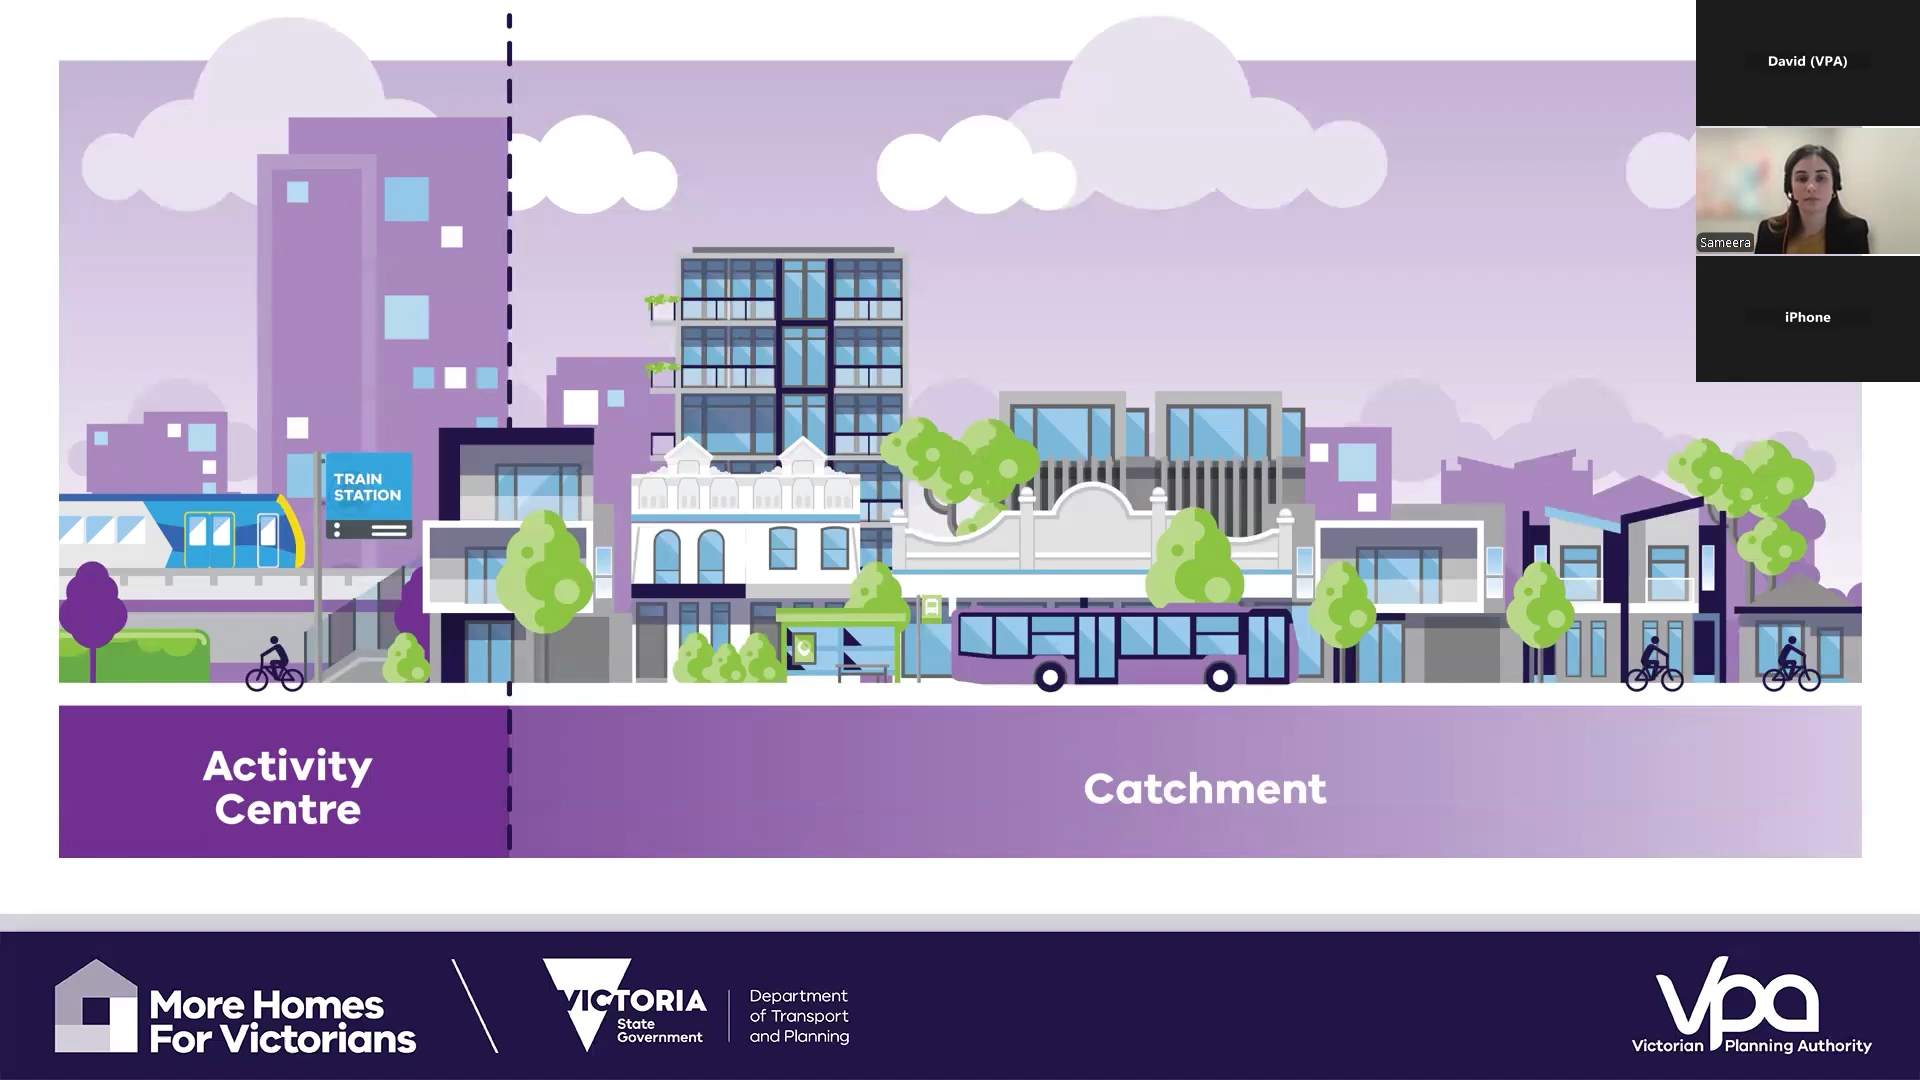 David (VPA)
Sameera
iPhone
TRAIN
STATION
Activity
Centre
Catchment
More Homes
For Victorians
VICTORIA
State
Government
Department
of Transport
and Planning
vpa
Victorian Planning Authority